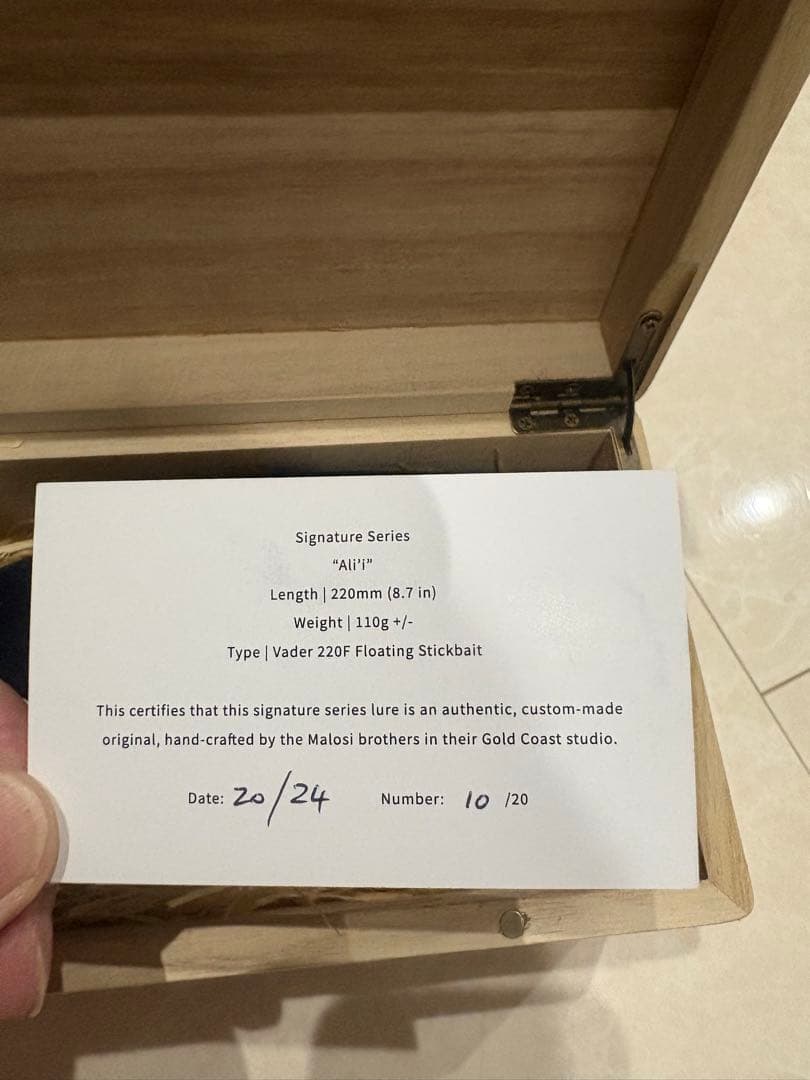 Signature Series
“Ali’i”
Length | 220mm (8.7 in)
Weight | 110g +/-
Type | Vader 220F Floating Stickbait
This certifies that this signature series lure is an authentic, custom-made
original, hand-crafted by the Malosi brothers in their Gold Coast studio.
Date: 20/24 Number: 10 /20